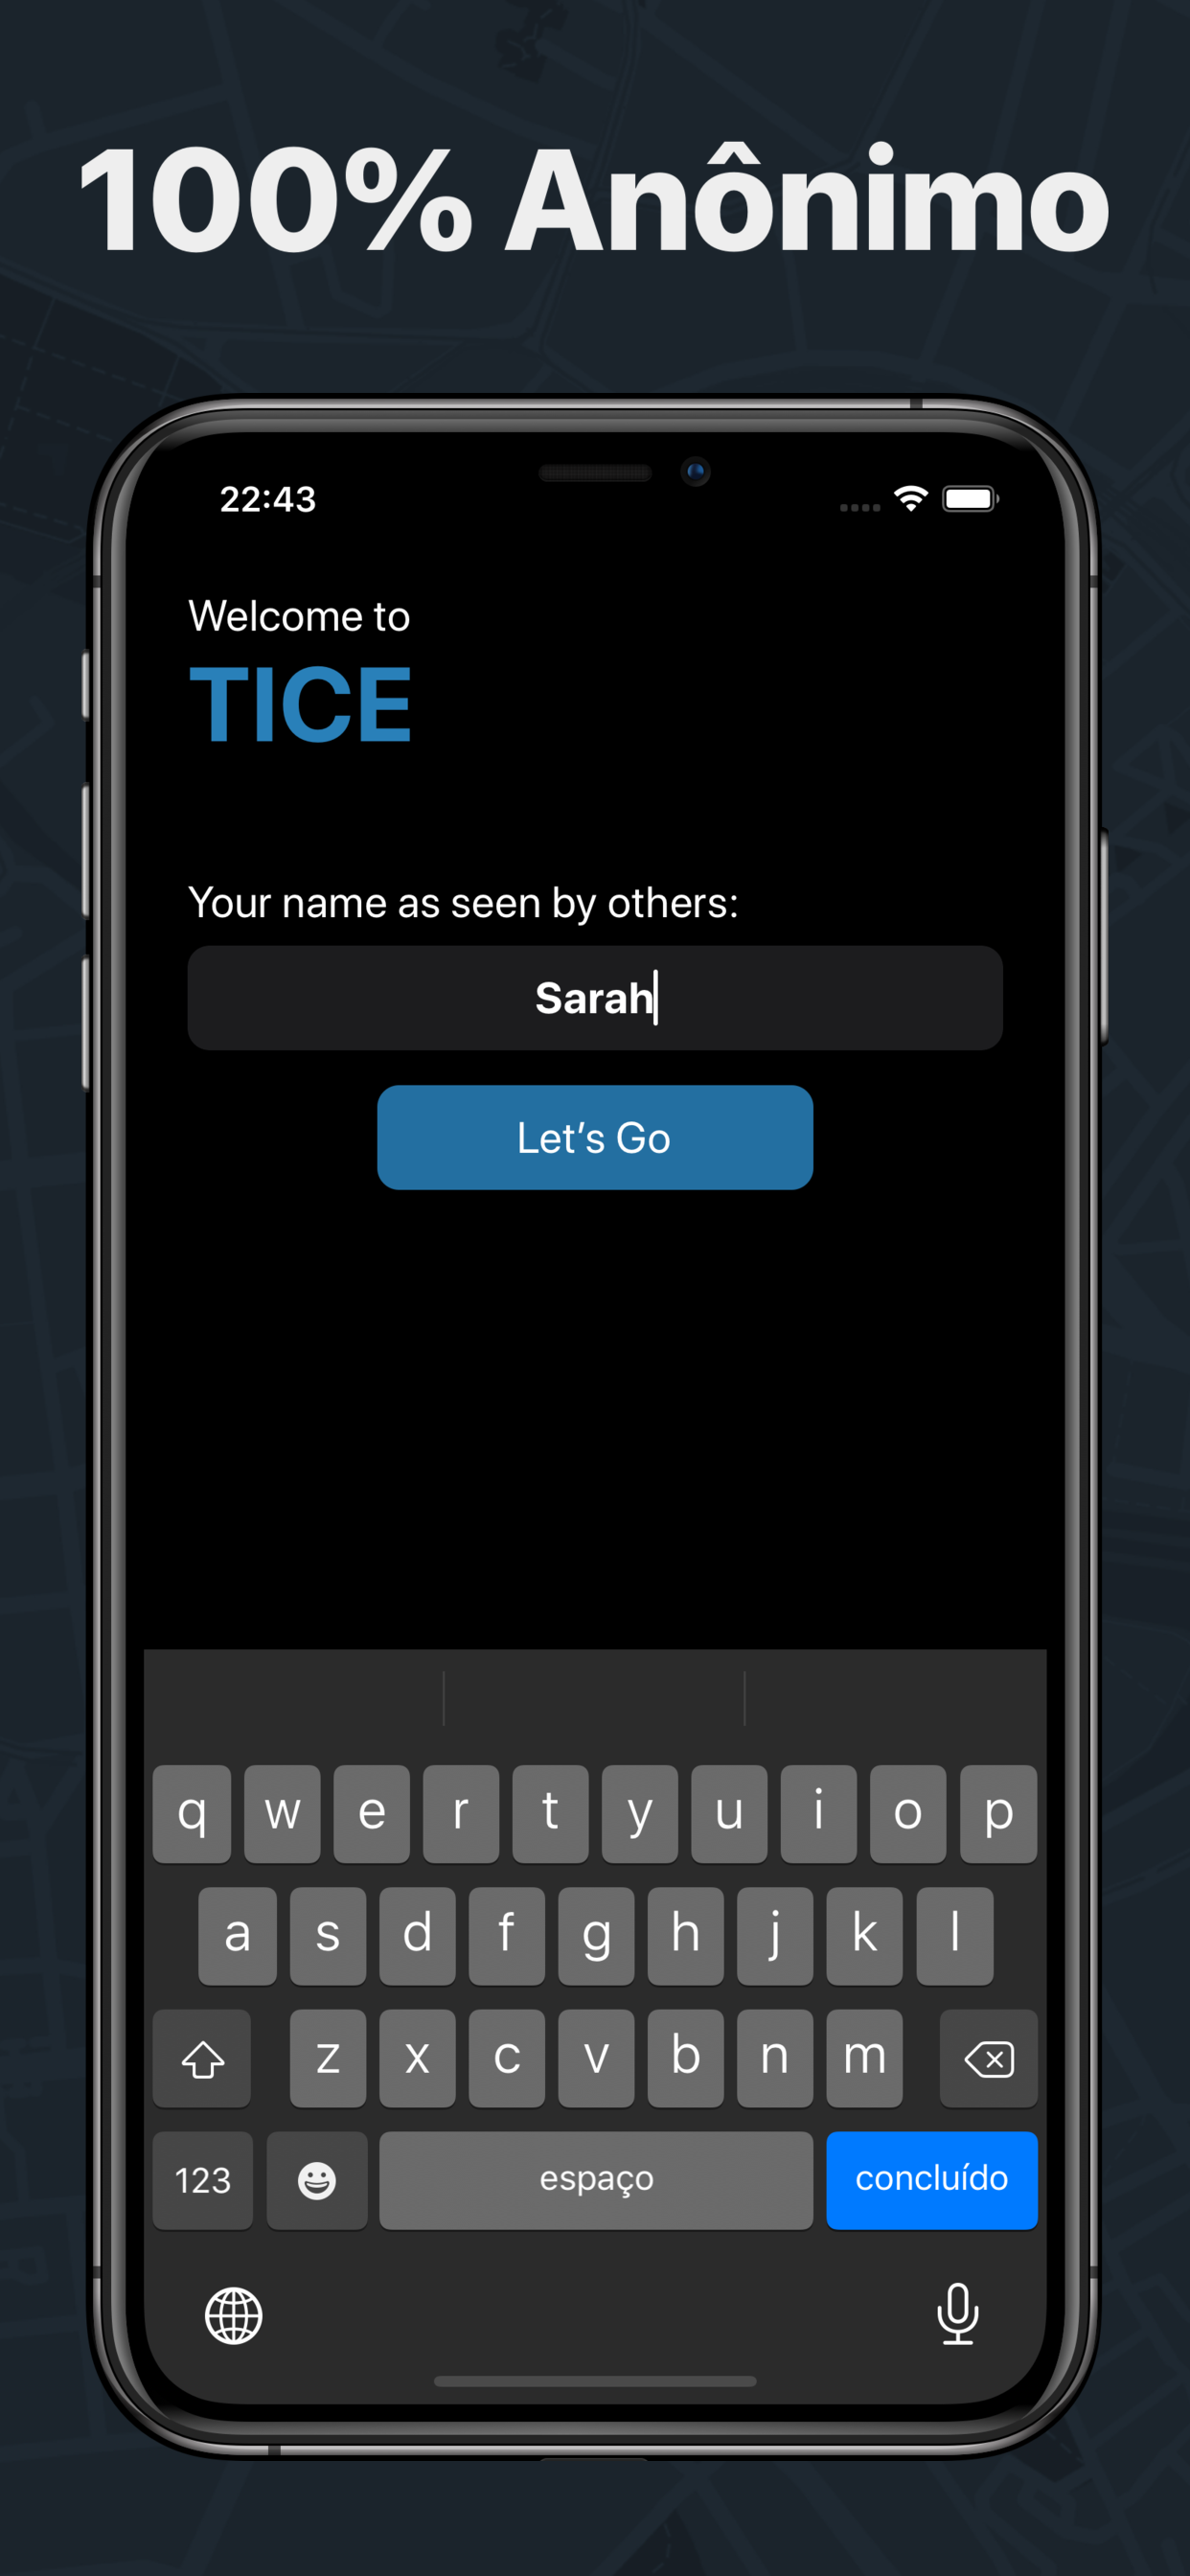 100% Anônimo
22:43
Welcome to
TICE
Your name as seen by others:
Sarah
Let’s Go
q w e r t y u i o p
a s d f g h j k l
z x c v b n m
123 espaço concluído